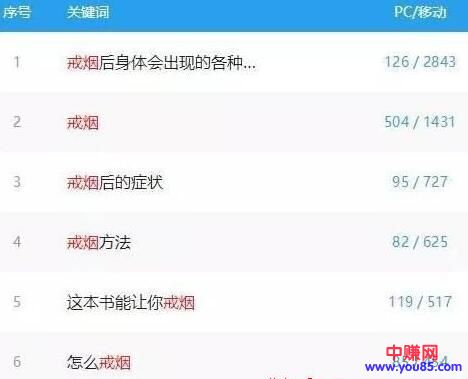 序号 关键词 PC/移动
1 戒烟后身体会出现的各种... 126 / 2843
2 戒烟 504 / 1431
3 戒烟后的症状 95 / 727
4 戒烟方法 82 / 625
5 这本书能让你戒烟 119 / 517
中赚网
6 怎么戒烟
www.you85.com